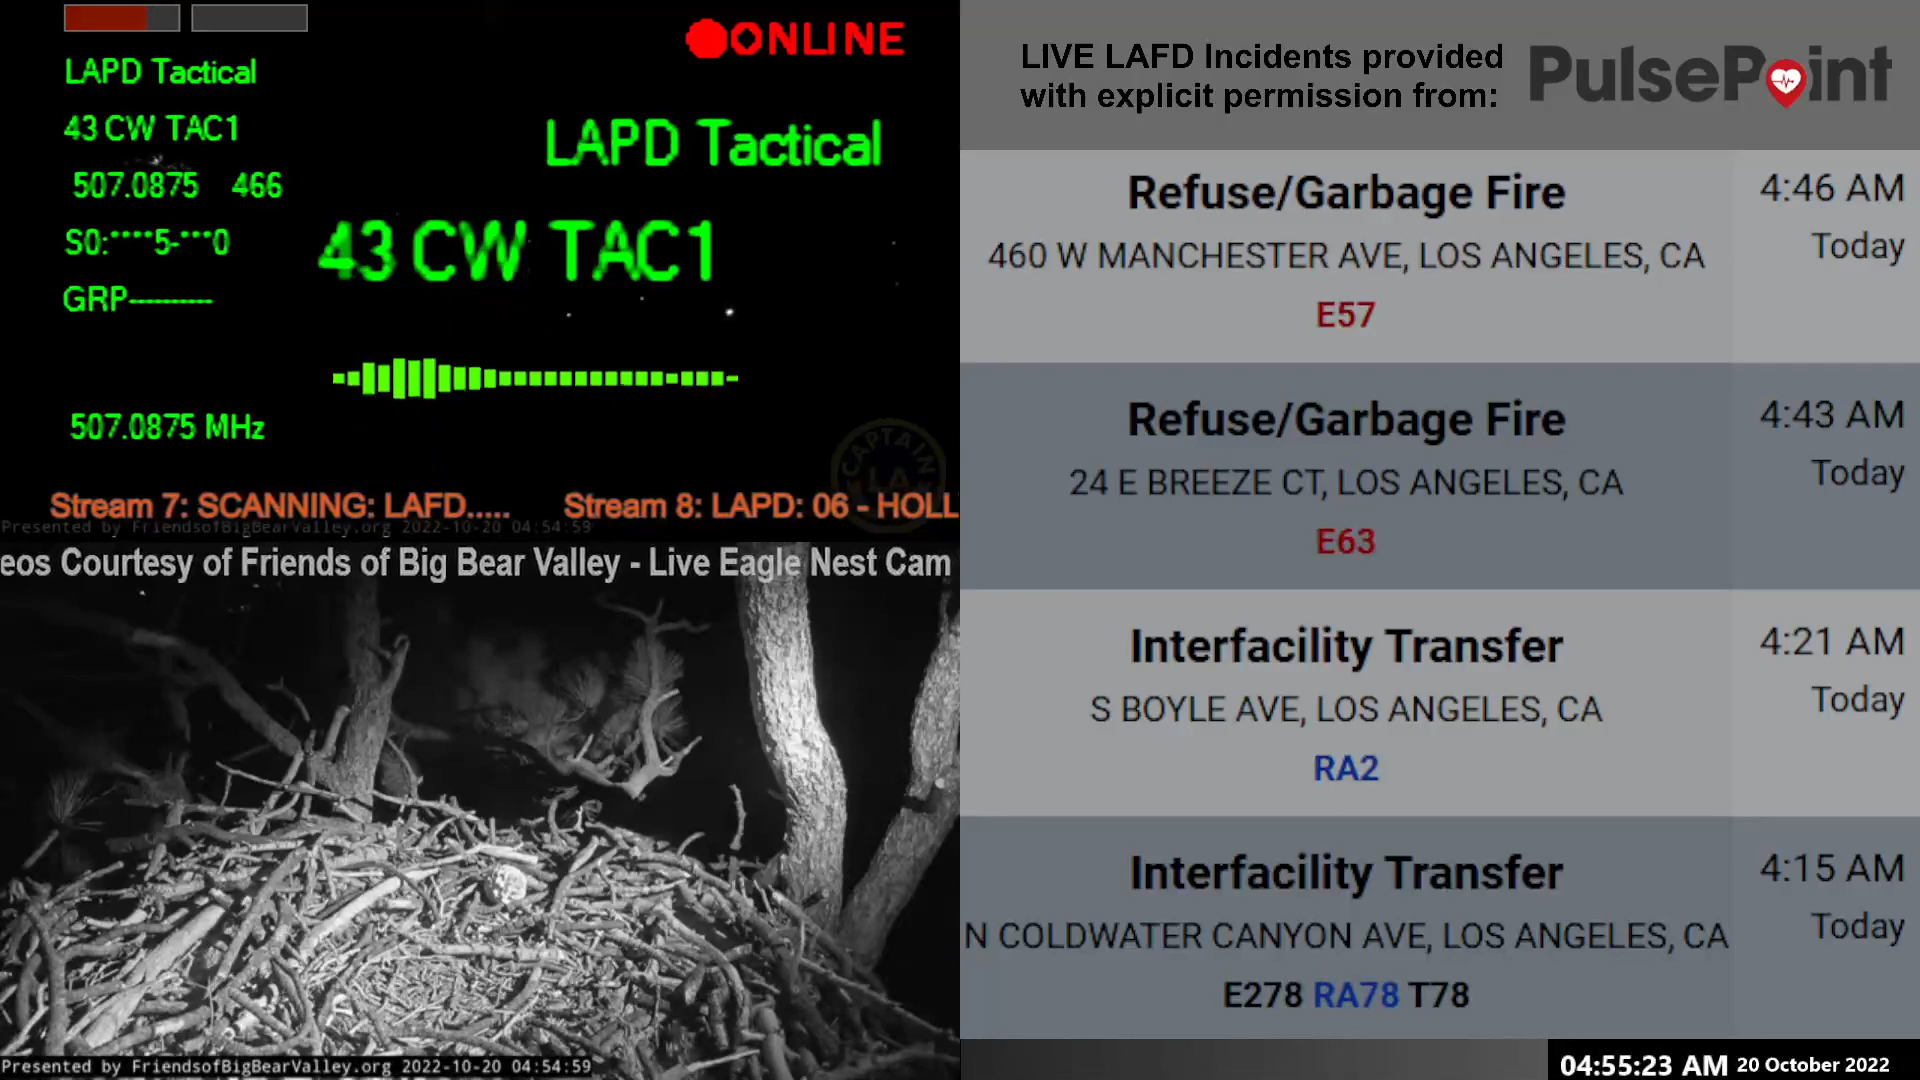 LAPD Tactical
43 CW TAC1
507.0875 466
S0:****5-***0
GRP----------
507.0875 MHz
ONLINE
LAPD Tactical
43 CW TAC1
CAPTAIN
LA
Stream 7: SCANNING: LAFD..... Stream 8: LAPD: 06 - HOLL
Presented by FriendsofBigBearValley.org 2022-10-20 04:54:59
eos Courtesy of Friends of Big Bear Valley - Live Eagle Nest Cam
Presented by FriendsofBigBearValley.org 2022-10-20 04:54:59
LIVE LAFD Incidents provided
with explicit permission from:
PulsePoint
Refuse/Garbage Fire
4:46 AM
460 W MANCHESTER AVE, LOS ANGELES, CA
Today
E57
Refuse/Garbage Fire
4:43 AM
24 E BREEZE CT, LOS ANGELES, CA
Today
E63
Interfacility Transfer
4:21 AM
S BOYLE AVE, LOS ANGELES, CA
Today
RA2
Interfacility Transfer
4:15 AM
N COLDWATER CANYON AVE, LOS ANGELES, CA
Today
E278 RA78 T78
04:55:23 AM 20 October 2022